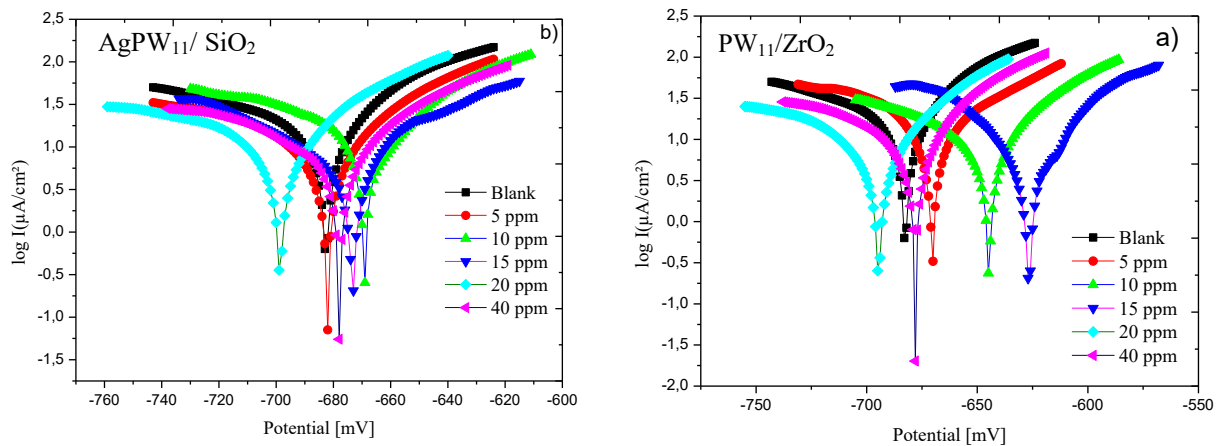 AgPW₁₁/ SiO₂
b)
2,5
2,0
1,5
1,0
0,5
0,0
-0,5
-1,0
-1,5
log I(µA/cm²)
Blank
5 ppm
10 ppm
15 ppm
20 ppm
40 ppm
-760 -740 -720 -700 -680 -660 -640 -620 -600
Potential [mV]
PW₁₁/ZrO₂
a)
2,5
2,0
1,5
1,0
0,5
0,0
-0,5
-1,0
-1,5
-2,0
log I(µA/cm²)
Blank
5 ppm
10 ppm
15 ppm
20 ppm
40 ppm
-750 -700 -650 -600 -550
Potential [mV]